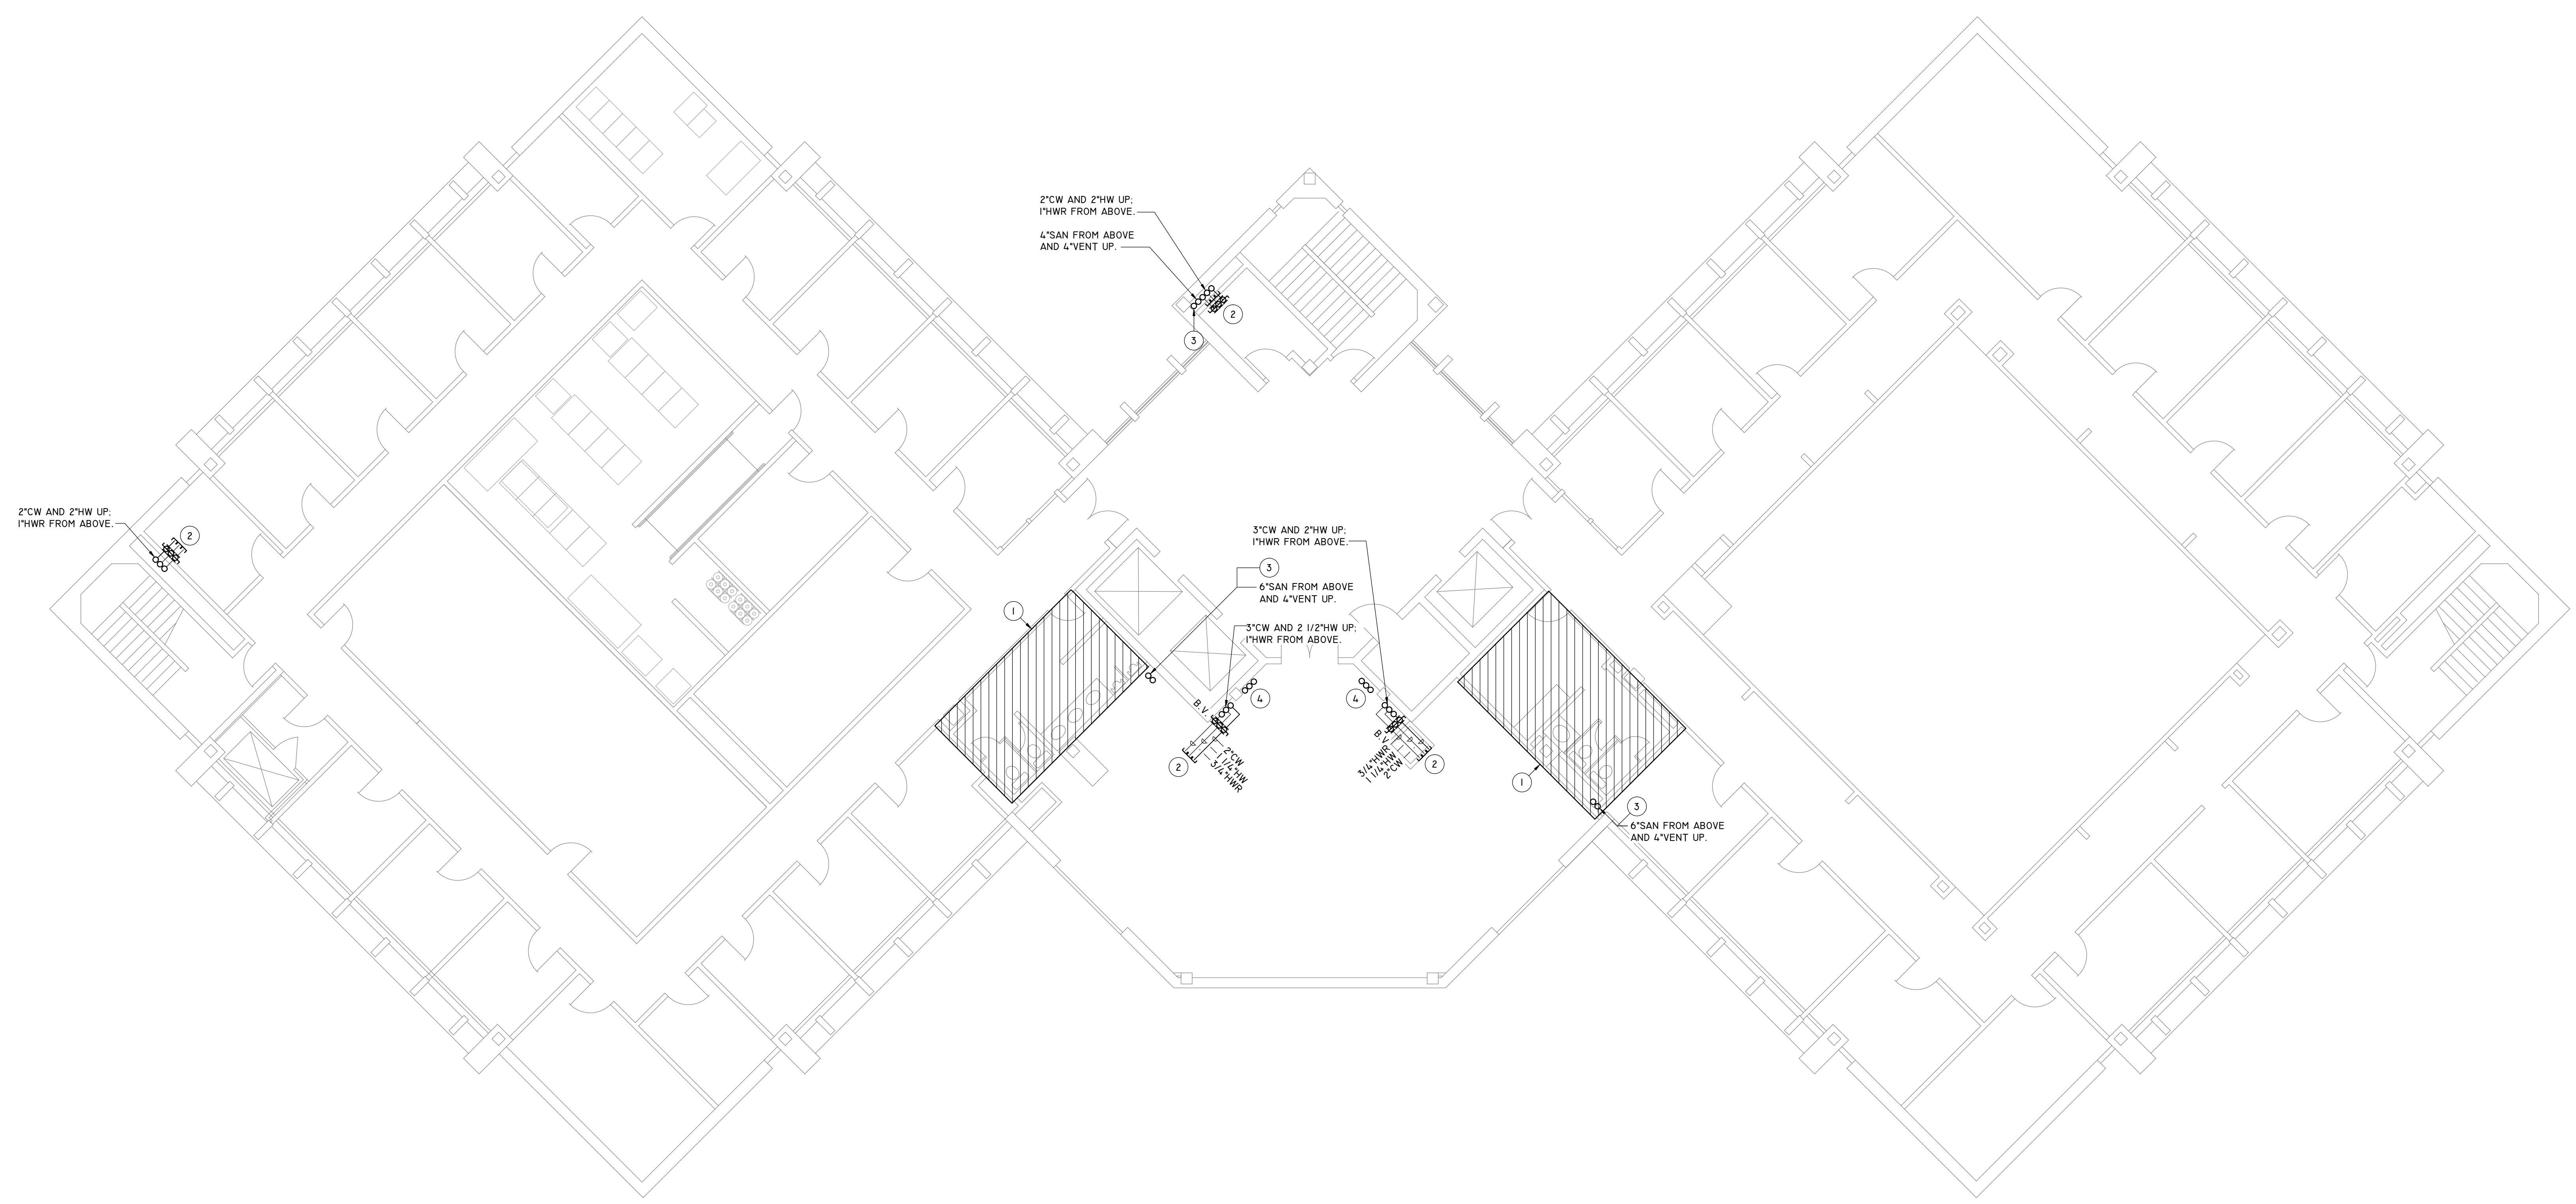 2"CW AND 2"HW UP;
1"HWR FROM ABOVE.
4"SAN FROM ABOVE
AND 4"VENT UP.
2
3
2"CW AND 2"HW UP;
1"HWR FROM ABOVE.
2
3"CW AND 2"HW UP;
1"HWR FROM ABOVE.
3
6"SAN FROM ABOVE
AND 4"VENT UP.
1
3"CW AND 2 1/2"HW UP;
1"HWR FROM ABOVE.
4
4
B.V.
2"CW
1 1/4"HW
3/4"HWR
2
B.V.
3/4"HWR
1 1/4"HW
2"CW
2
1
3
6"SAN FROM ABOVE
AND 4"VENT UP.